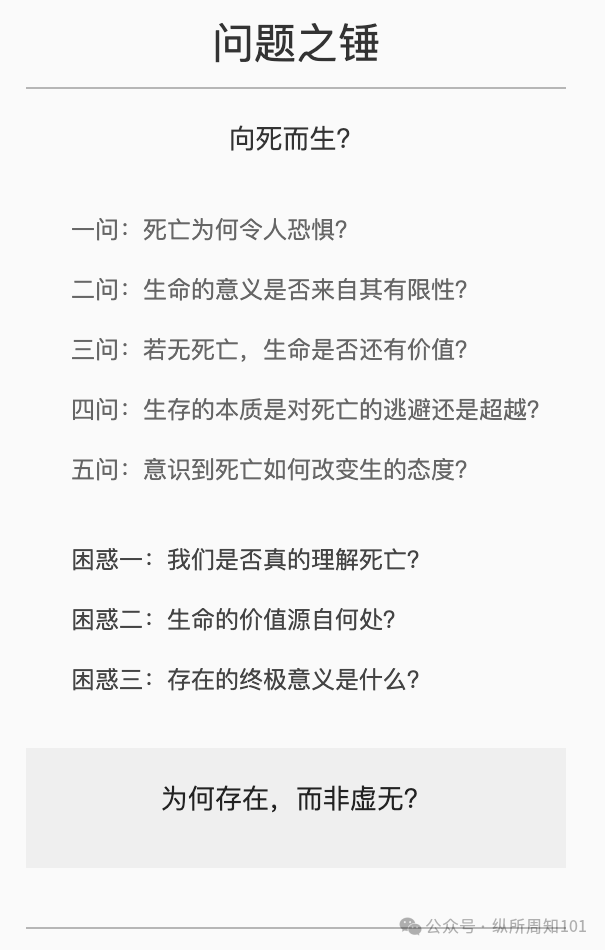 问题之锤
向死而生？
一问：死亡为何令人恐惧？
二问：生命的意义是否来自其有限性？
三问：若无死亡，生命是否还有价值？
四问：生存的本质是对死亡的逃避还是超越？
五问：意识到死亡如何改变生的态度？
困惑一：我们是否真的理解死亡？
困惑二：生命的价值源自何处？
困惑三：存在的终极意义是什么？
为何存在，而非虚无？
公众号 · 纵所周知101